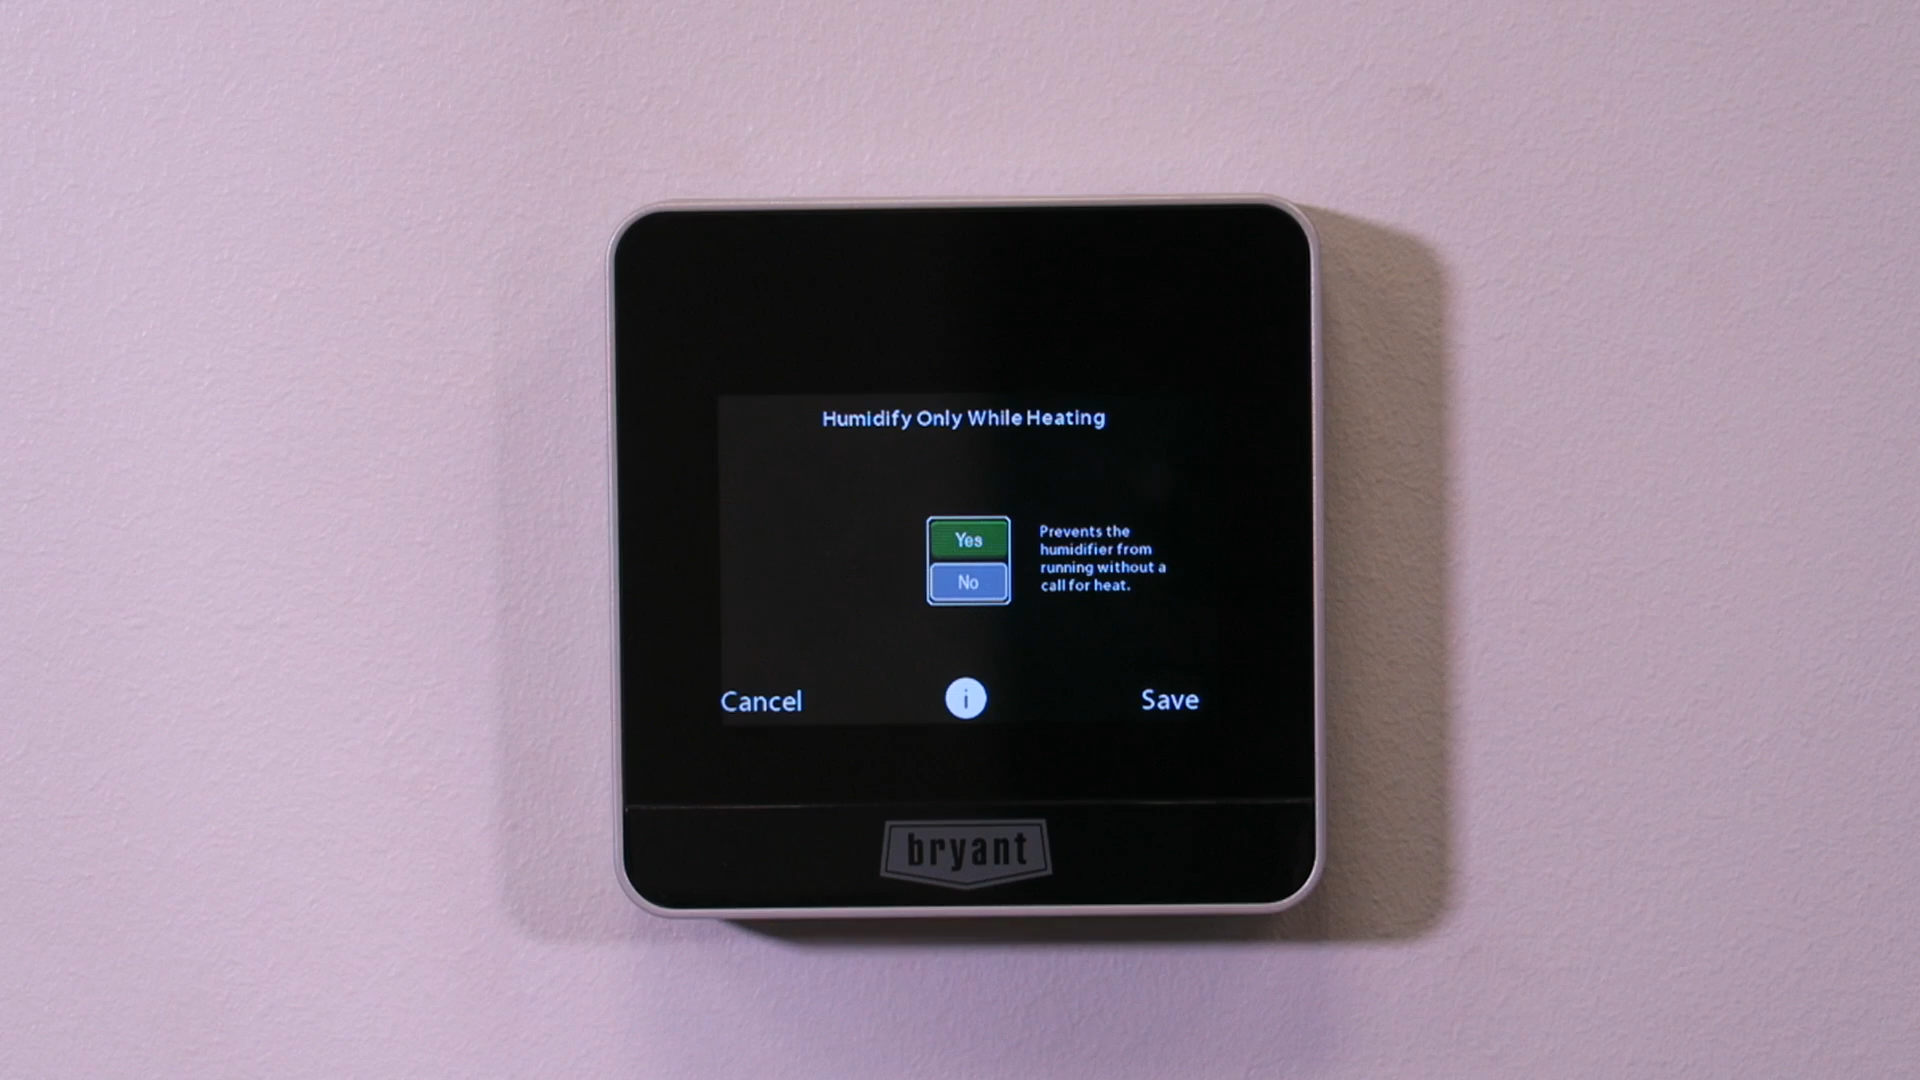 Humidify Only While Heating
Yes
No
Prevents the
humidifier from
running without a
call for heat.
Cancel
i
Save
bryant